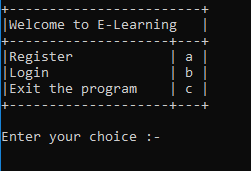 +----------------------+
|Welcome to E-Learning   |
+------------------+---+
|Register            | a |
|Login               | b |
|Exit the program    | c |
+------------------+---+
Enter your choice :-